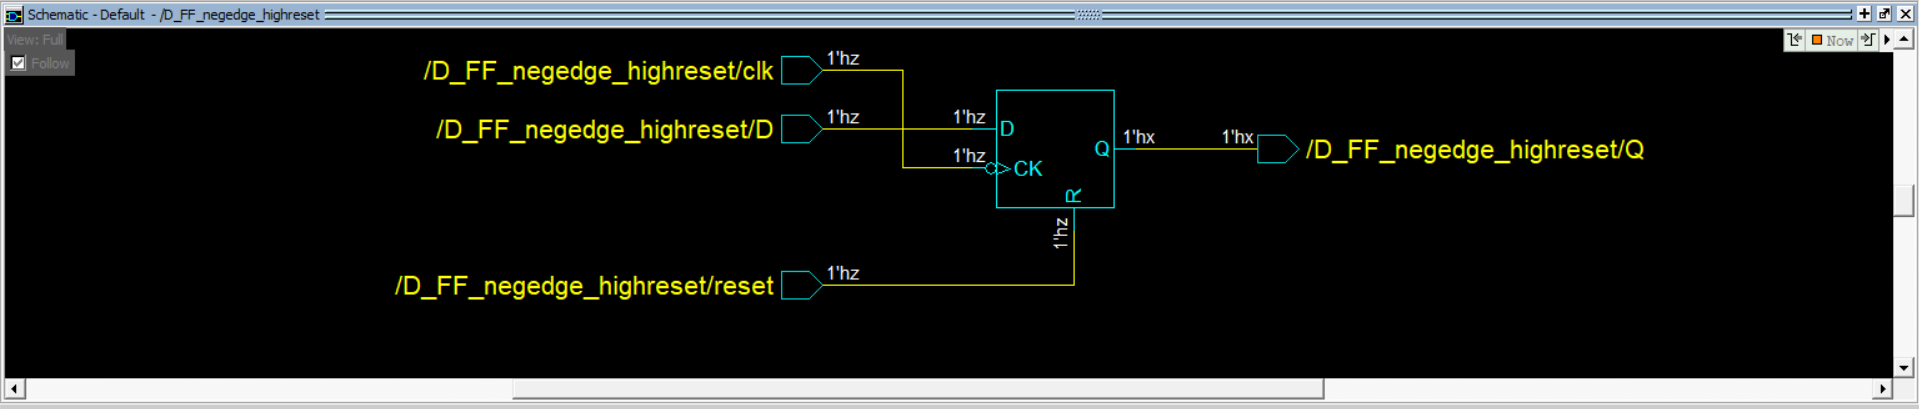 Schematic - Default - /D_FF_negedge_highreset
View: Full
Now
Follow
/D_FF_negedge_highreset/clk 1'hz
/D_FF_negedge_highreset/D 1'hz 1'hz D
1'hz CK
Q 1'hx 1'hx /D_FF_negedge_highreset/Q
R
1'hz
/D_FF_negedge_highreset/reset 1'hz